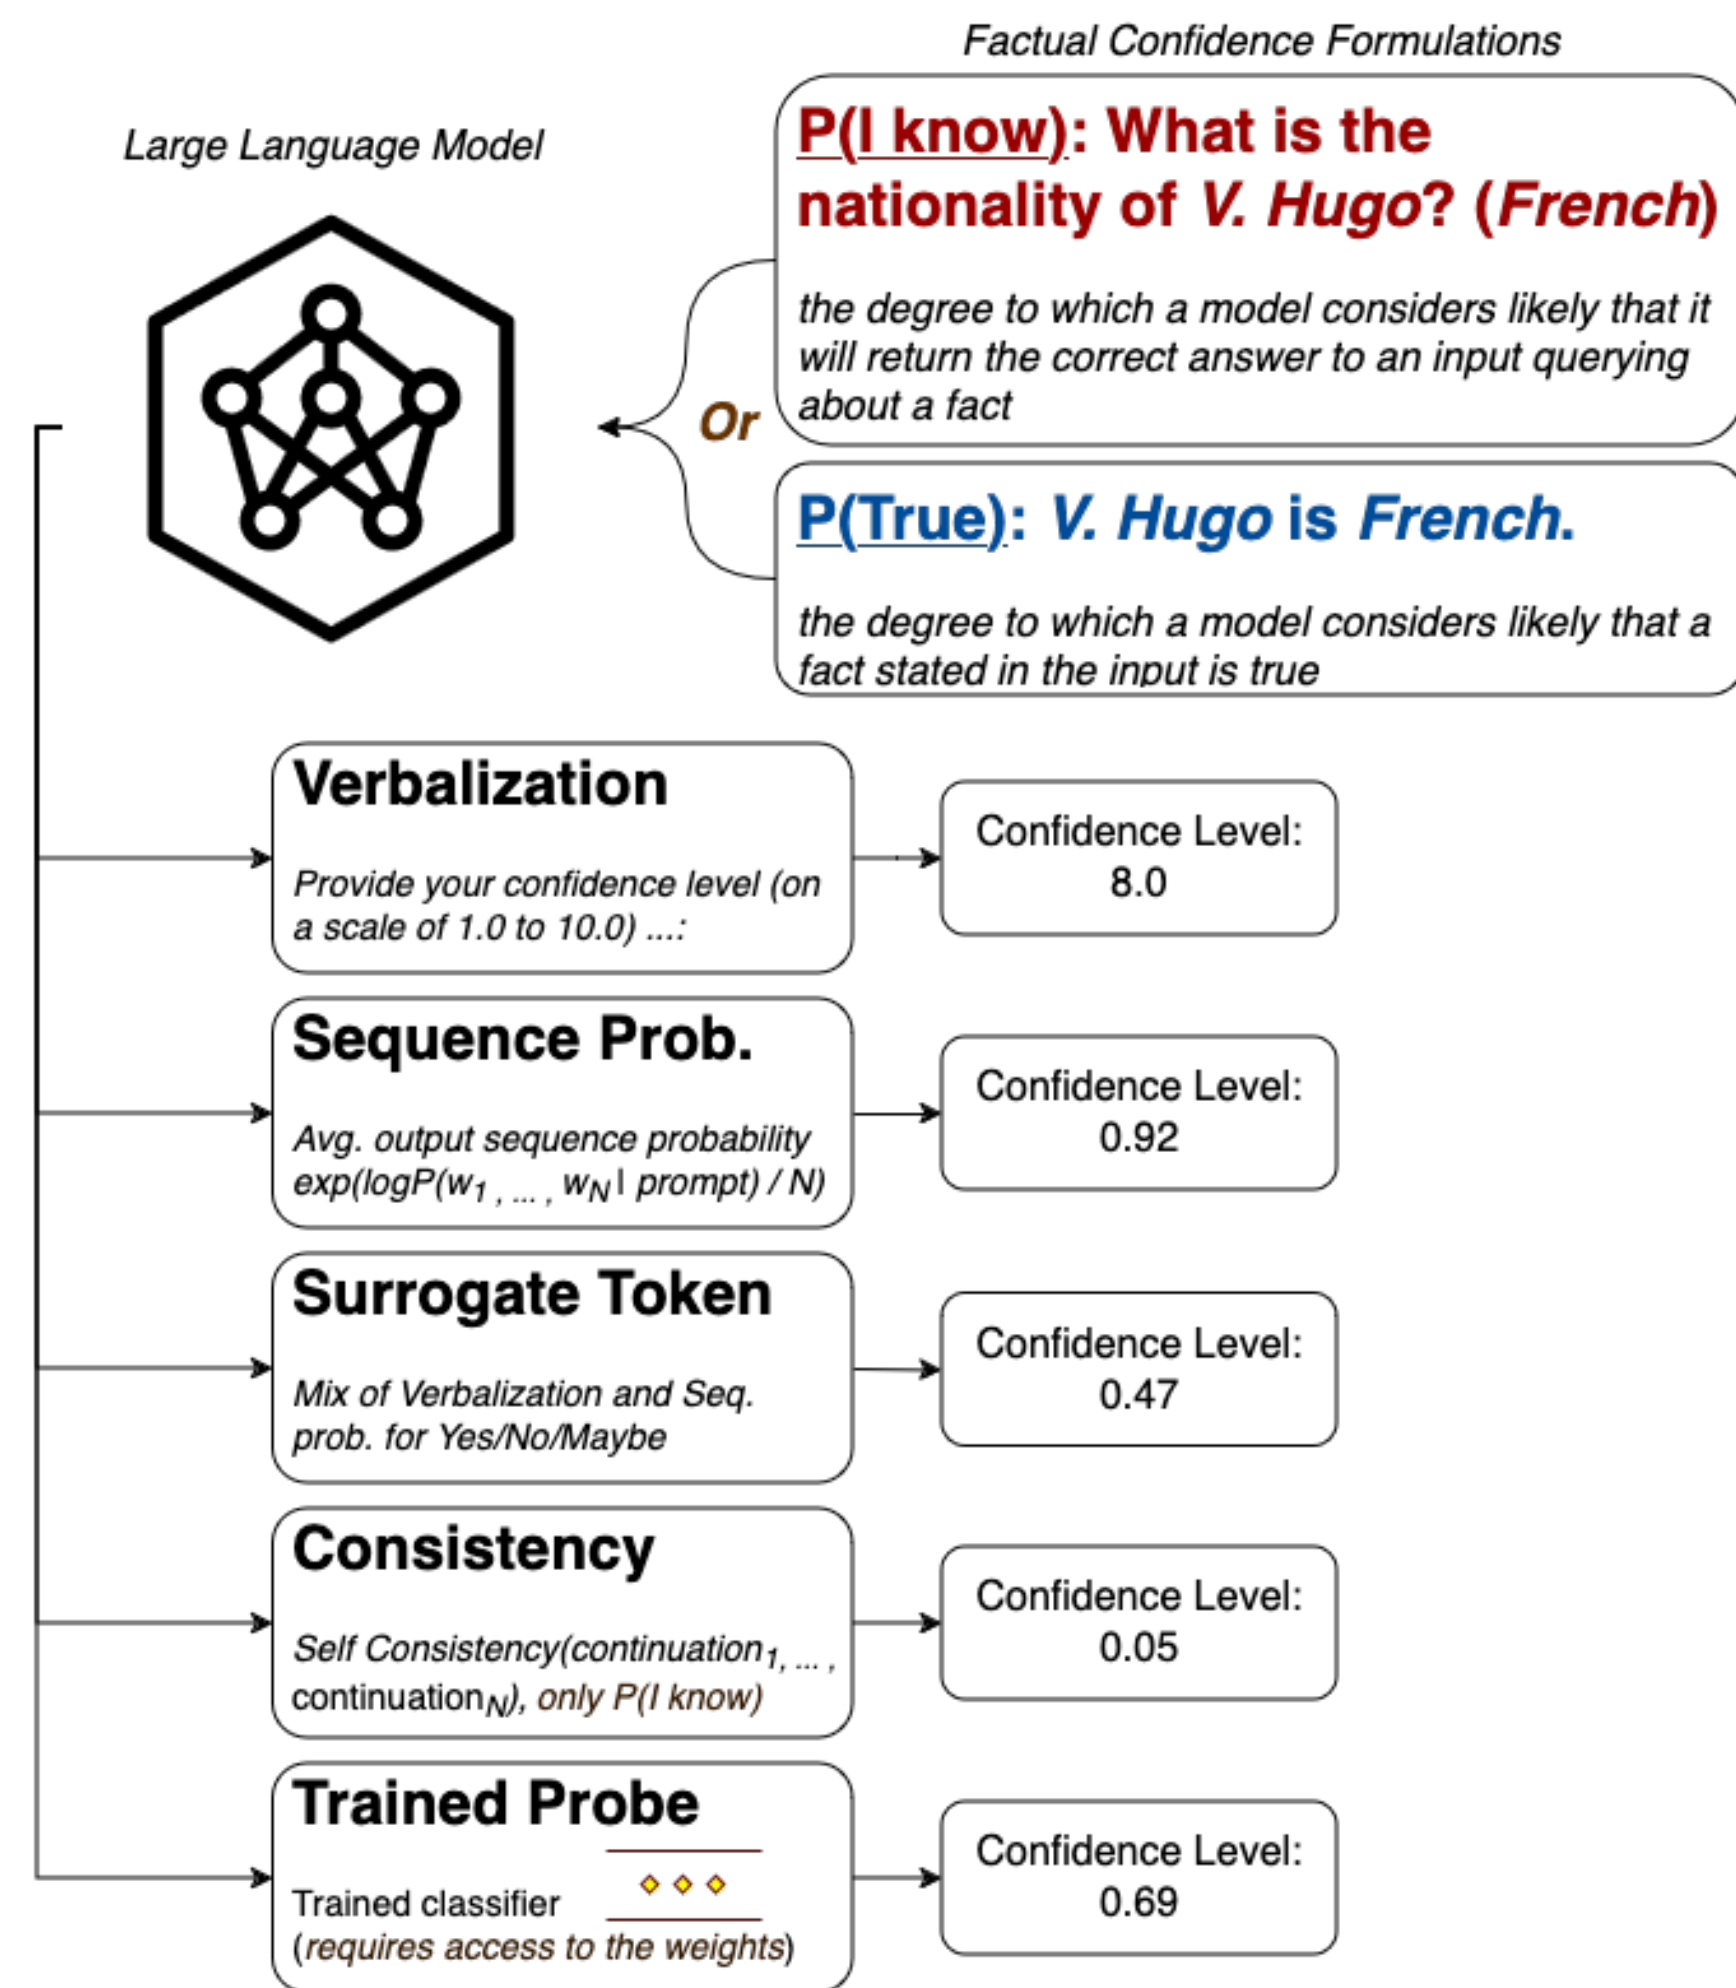 Factual Confidence Formulations
Large Language Model
P(I know): What is the
nationality of V. Hugo? (French)
the degree to which a model considers likely that it
will return the correct answer to an input querying
about a fact
Or
P(True): V. Hugo is French.
the degree to which a model considers likely that a
fact stated in the input is true
Verbalization
Provide your confidence level (on
a scale of 1.0 to 10.0) ...:
Confidence Level:
8.0
Sequence Prob.
Avg. output sequence probability
exp(logP(w1 , ... , wN | prompt) / N)
Confidence Level:
0.92
Surrogate Token
Mix of Verbalization and Seq.
prob. for Yes/No/Maybe
Confidence Level:
0.47
Consistency
Self Consistency(continuation1, ... ,
continuationN), only P(I know)
Confidence Level:
0.05
Trained Probe
Trained classifier
(requires access to the weights)
Confidence Level:
0.69